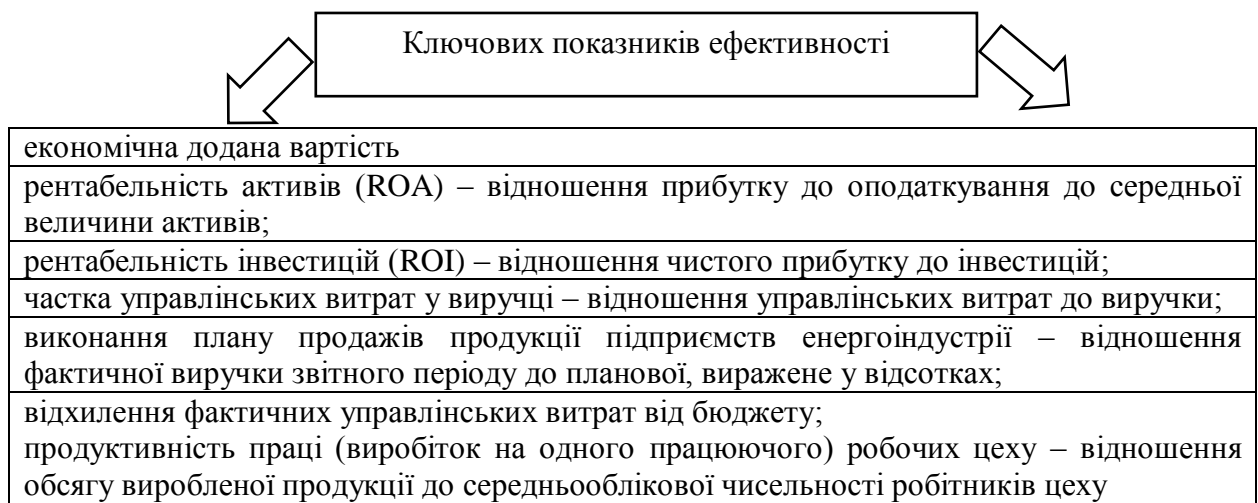 Ключових показників ефективності
економічна додана вартість
рентабельність активів (ROA) – відношення прибутку до оподаткування до середньої
величини активів;
рентабельність інвестицій (ROI) – відношення чистого прибутку до інвестицій;
частка управлінських витрат у виручці – відношення управлінських витрат до виручки;
виконання плану продажів продукції підприємств енергоіндустрії – відношення
фактичної виручки звітного періоду до планової, виражене у відсотках;
відхилення фактичних управлінських витрат від бюджету;
продуктивність праці (виробіток на одного працюючого) робочих цеху – відношення
обсягу виробленої продукції до середньооблікової чисельності робітників цеху